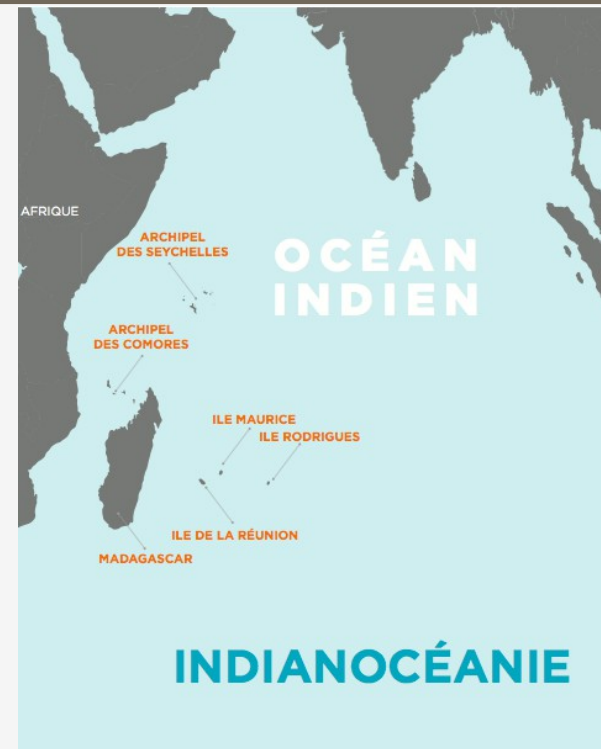 AFRIQUE
ARCHIPEL
DES SEYCHELLES
OCÉAN
INDIEN
ARCHIPEL
DES COMORES
ILE MAURICE
ILE RODRIGUES
ILE DE LA RÉUNION
MADAGASCAR
INDIANOCÉANIE